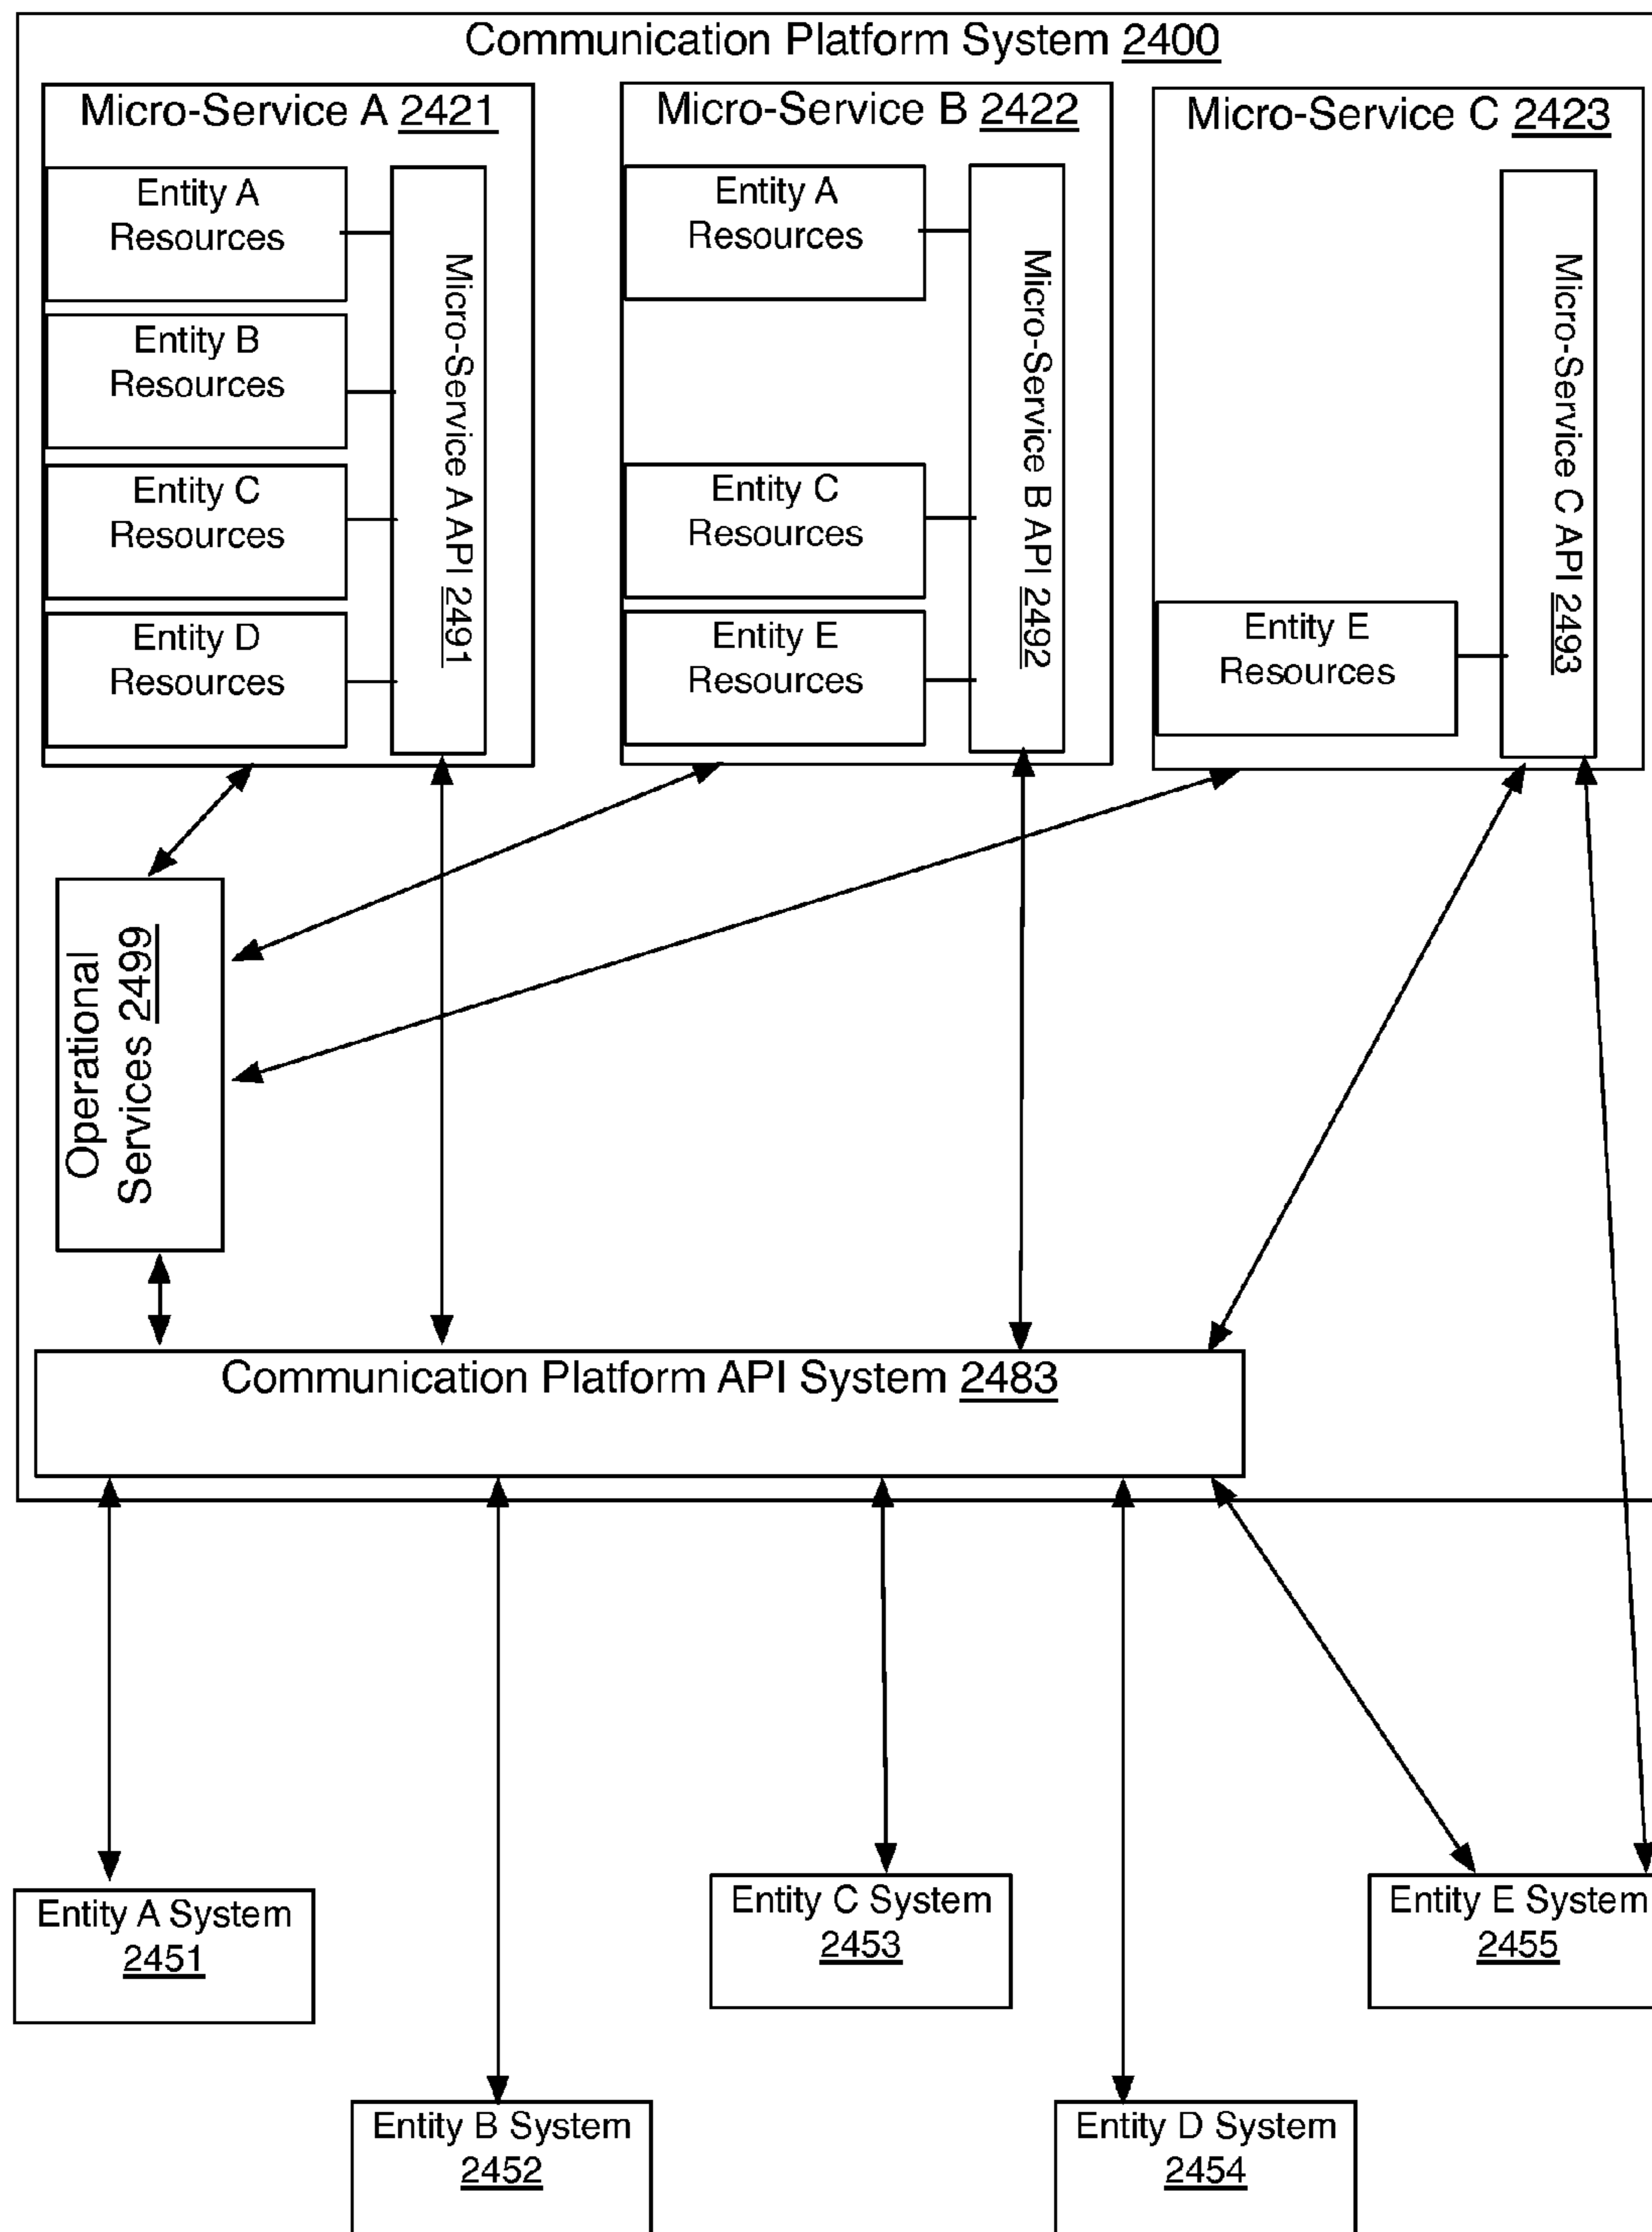 Communication Platform System 2400
Micro-Service A 2421
Entity A
Resources
Entity B
Resources
Entity C
Resources
Entity D
Resources
Micro-Service A API 2491
Micro-Service B 2422
Entity A
Resources
Entity C
Resources
Entity E
Resources
Micro-Service B API 2492
Micro-Service C 2423
Entity E
Resources
Micro-Service C API 2493
Operational
Services 2499
Communication Platform API System 2483
Entity A System
2451
Entity C System
2453
Entity E System
2455
Entity B System
2452
Entity D System
2454